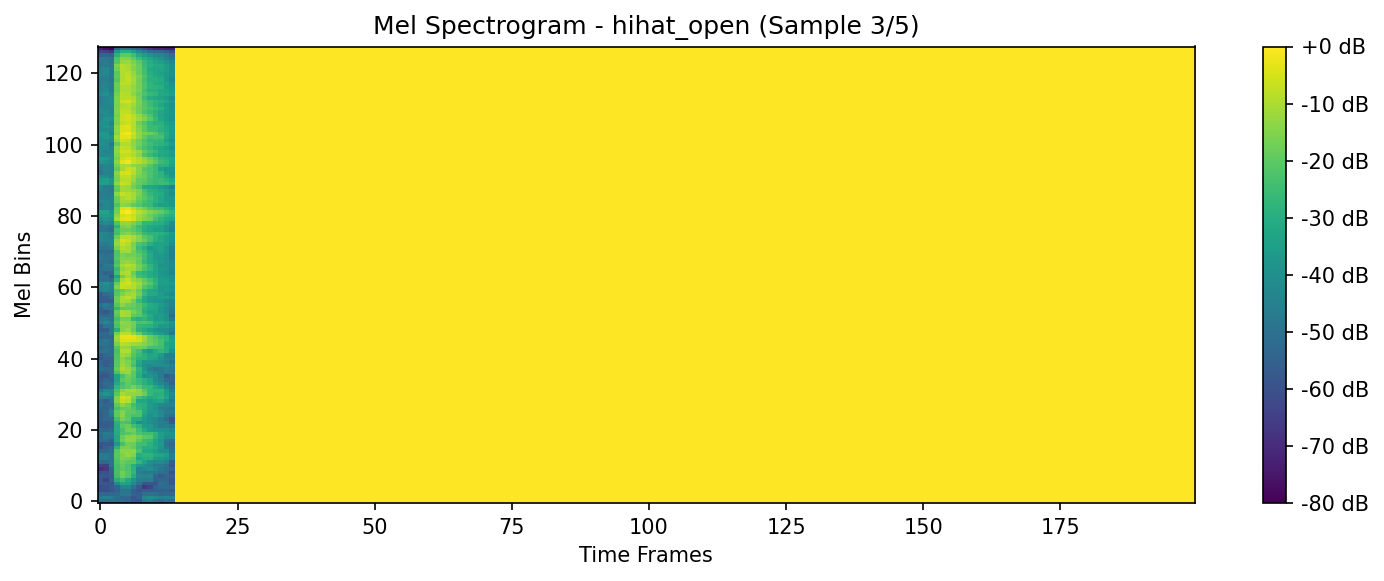 Mel Spectrogram - hihat_open (Sample 3/5)
Mel Bins
120
100
80
60
40
20
0
0 25 50 75 100 125 150 175
Time Frames
+0 dB
-10 dB
-20 dB
-30 dB
-40 dB
-50 dB
-60 dB
-70 dB
-80 dB